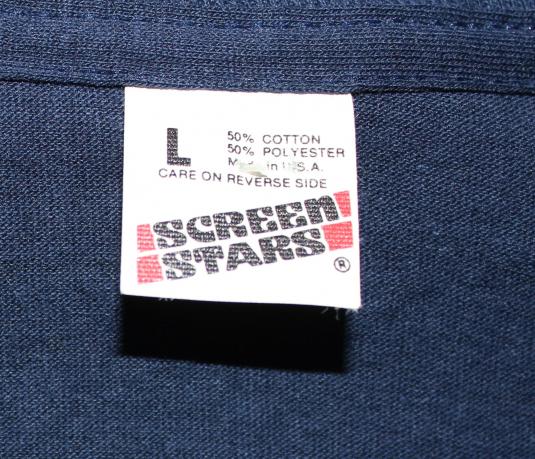 L
50% COTTON
50% POLYESTER
in U.S.A.
CARE ON REVERSE SIDE
SCREEN
STARS
®